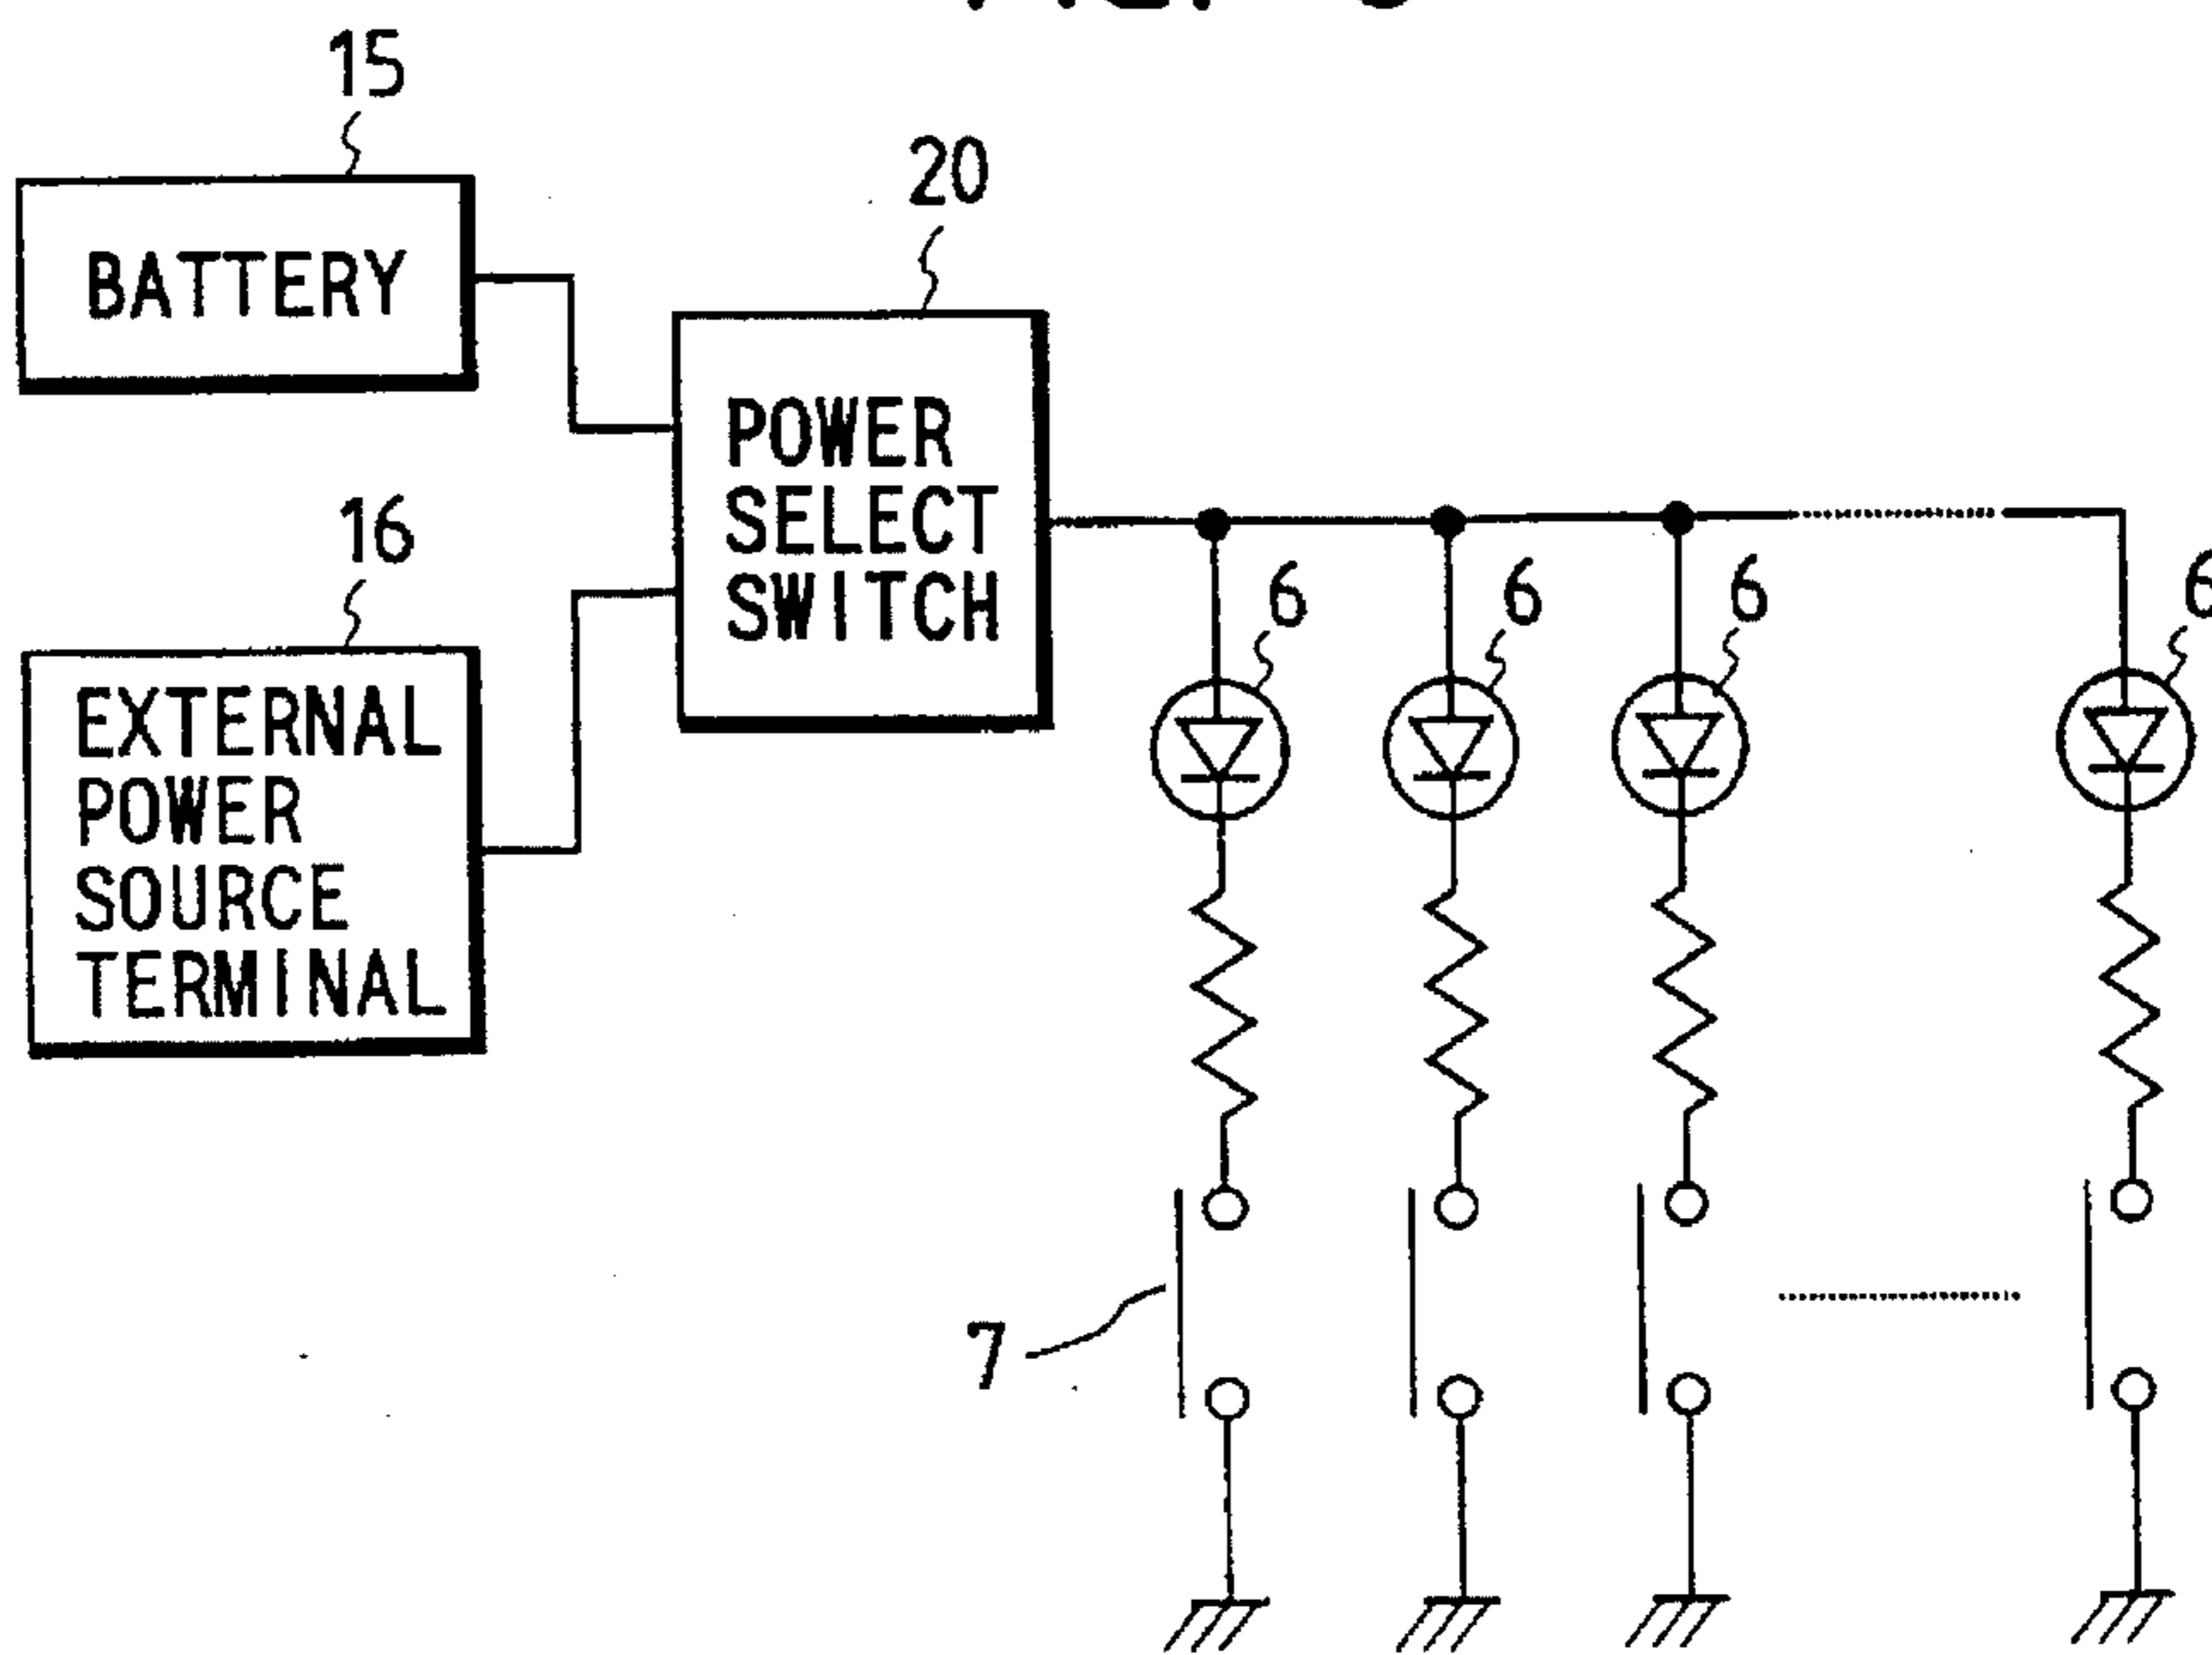 15
BATTERY
20
POWER
SELECT
SWITCH
16
EXTERNAL
POWER
SOURCE
TERMINAL
6
6
6
6
7